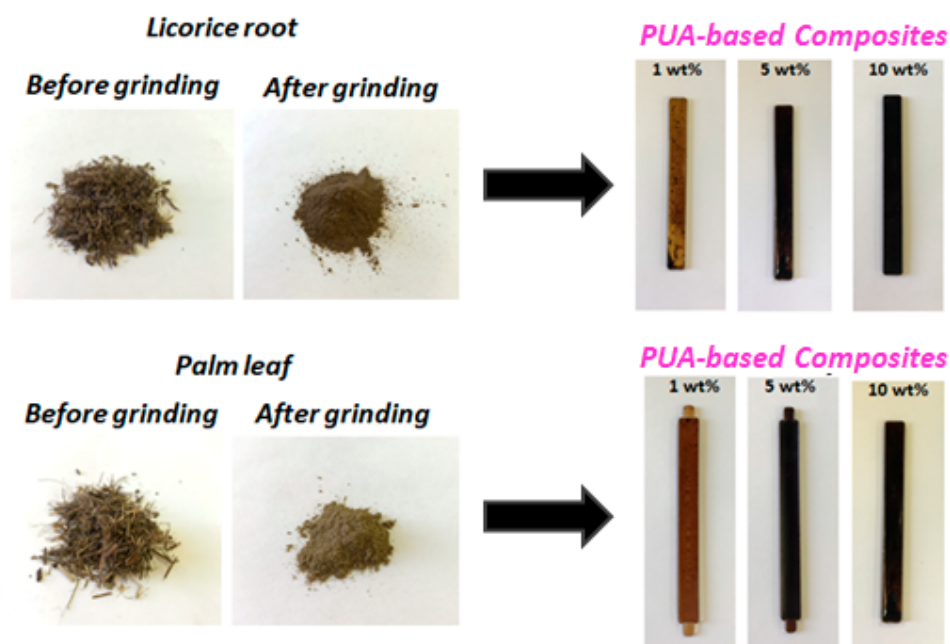 Licorice root
Before grinding
After grinding
PUA-based Composites
1 wt%
5 wt%
10 wt%
Palm leaf
Before grinding
After grinding
PUA-based Composites
1 wt%
5 wt%
10 wt%